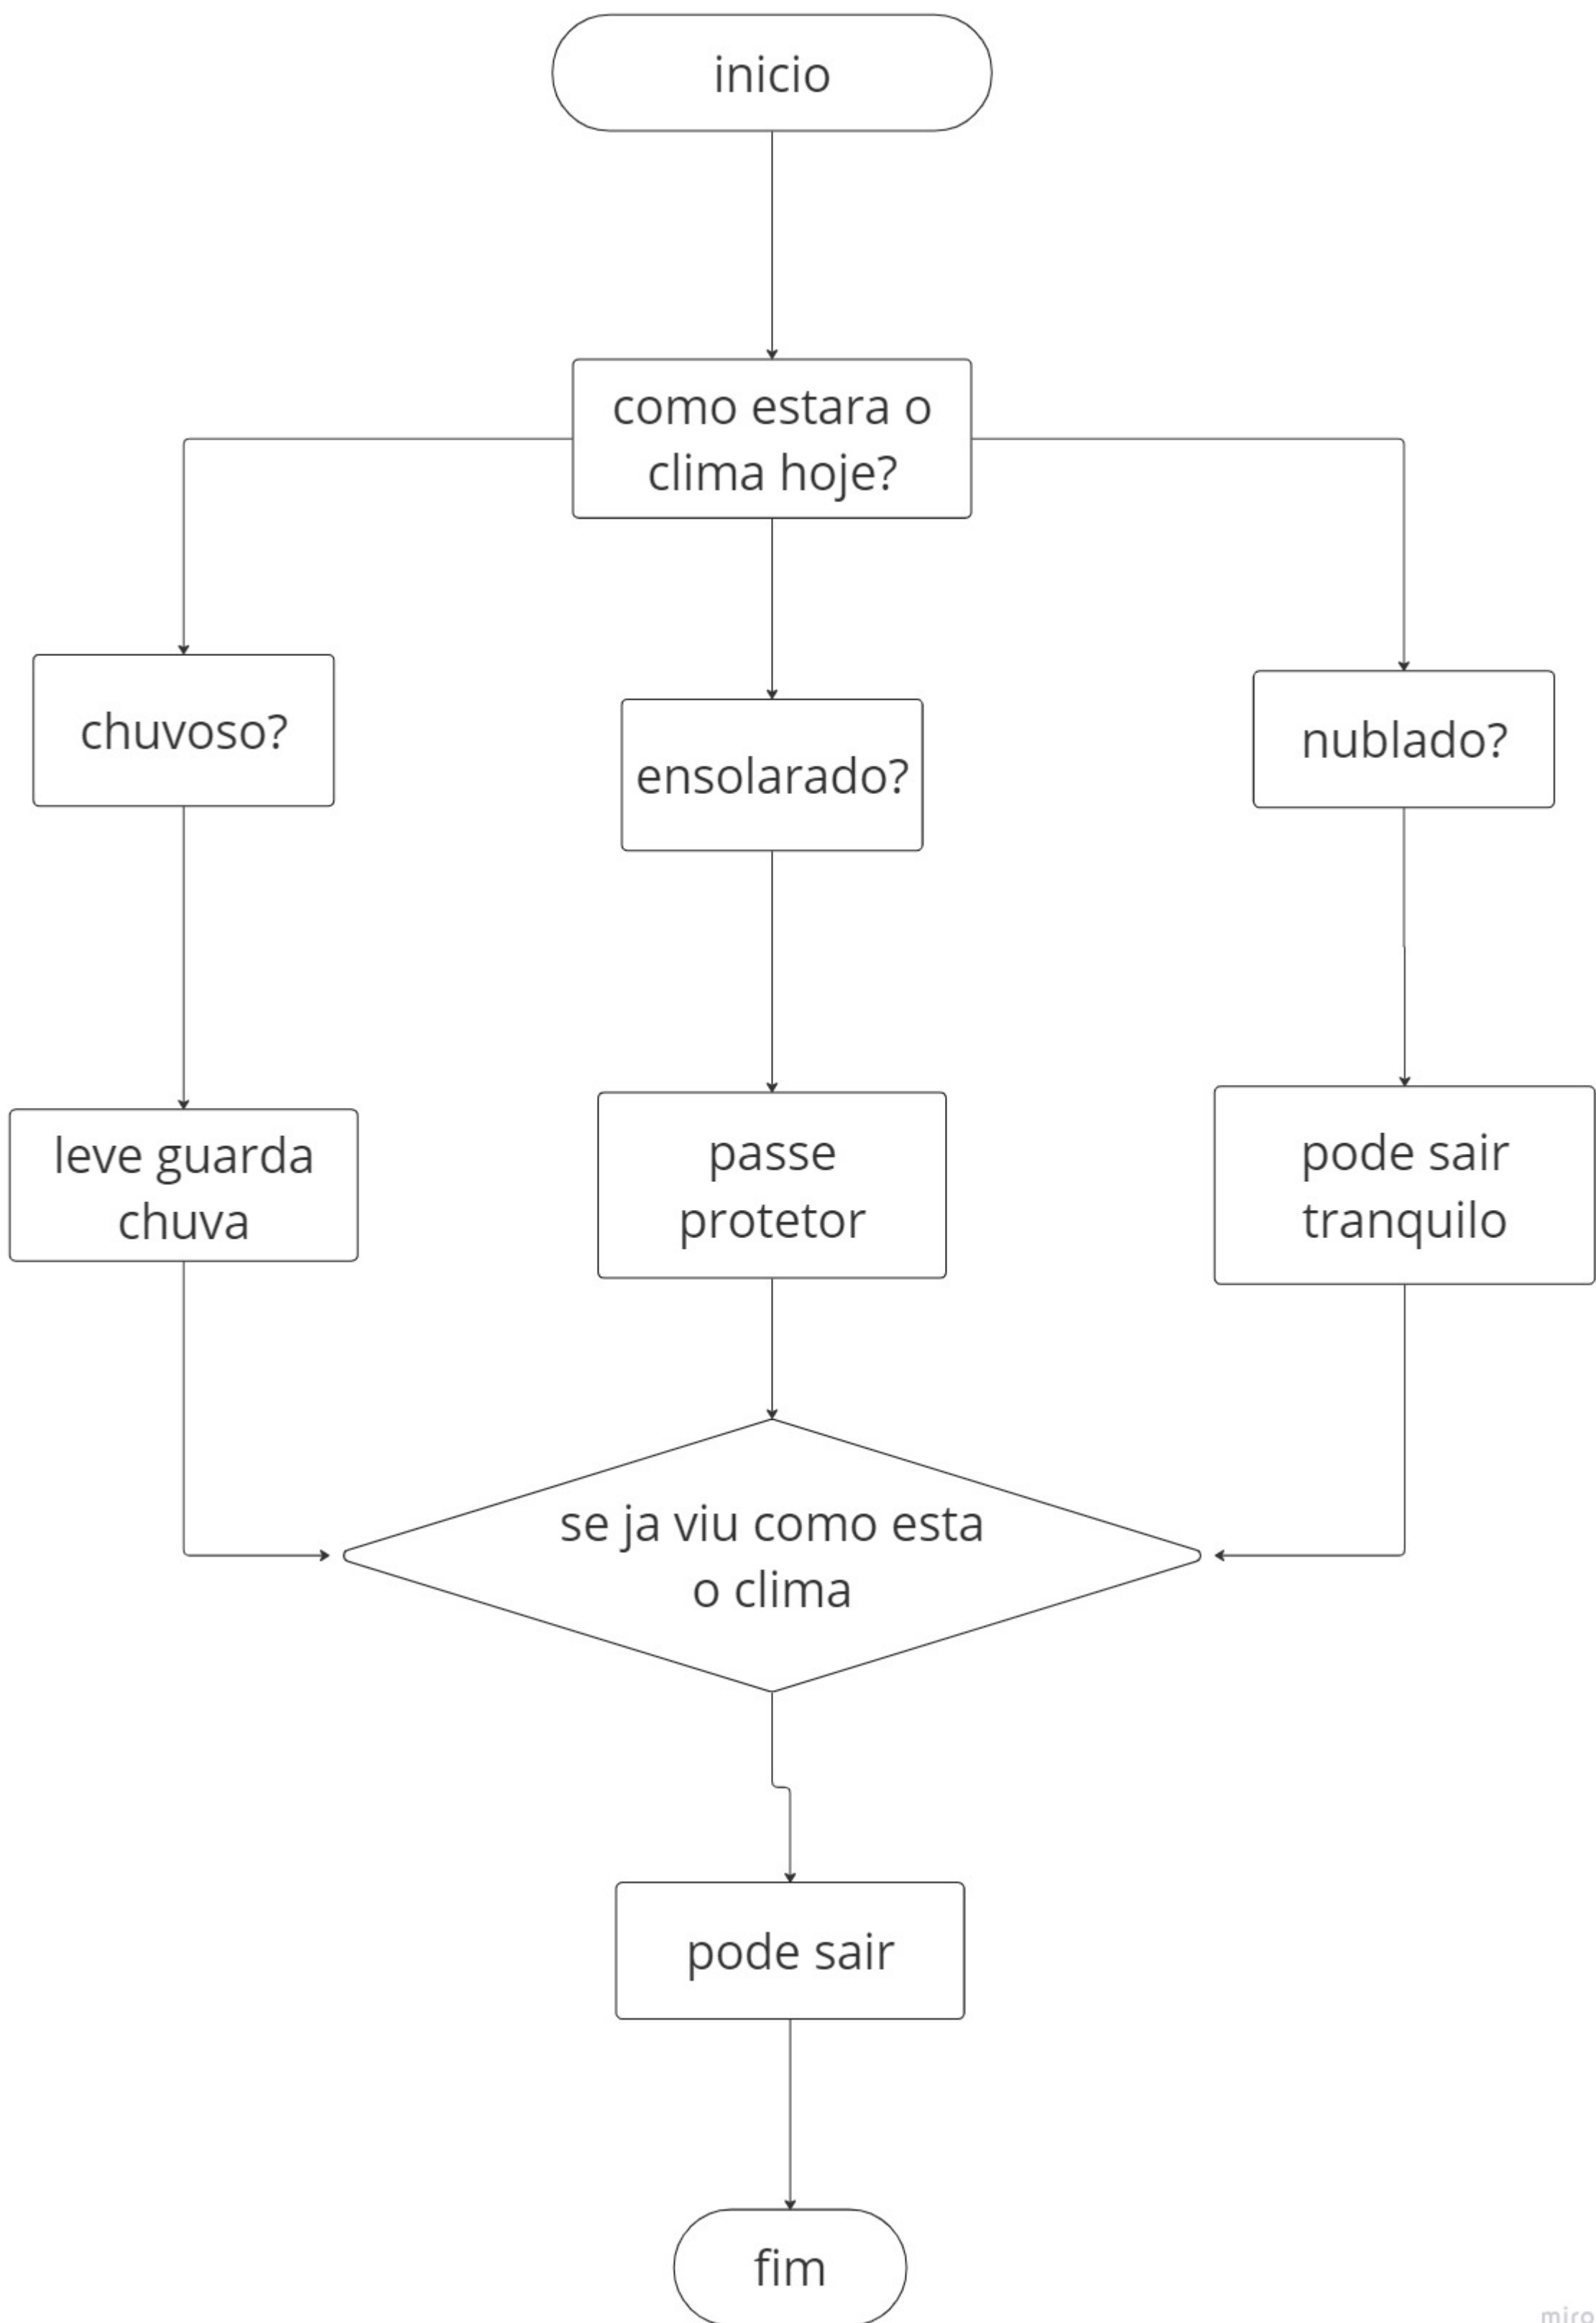 inicio
como estara o
clima hoje?
chuvoso?
ensolarado?
nublado?
leve guarda
chuva
passe
protetor
pode sair
tranquilo
se ja viu como esta
o clima
pode sair
fim
miro